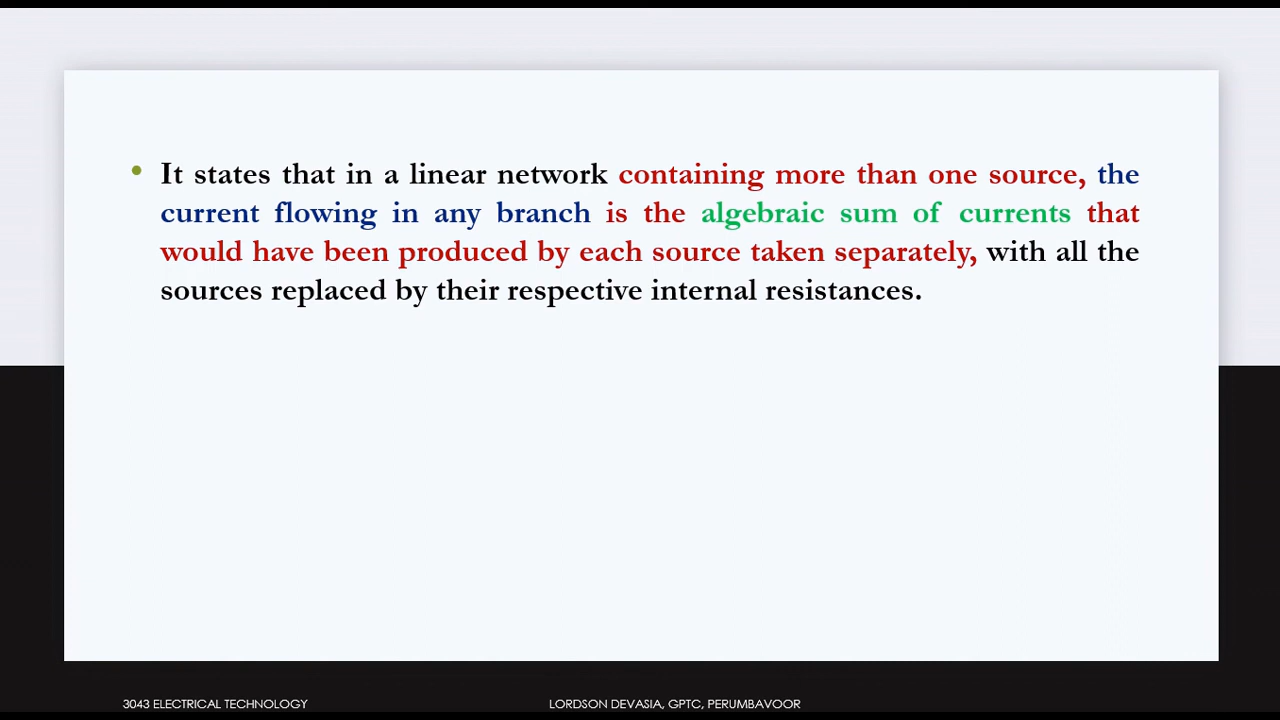 • It states that in a linear network containing more than one source, the
current flowing in any branch is the algebraic sum of currents that
would have been produced by each source taken separately, with all the
sources replaced by their respective internal resistances.
3043 ELECTRICAL TECHNOLOGY
LORDSON DEVASIA, GPTC, PERUMBAVOOR